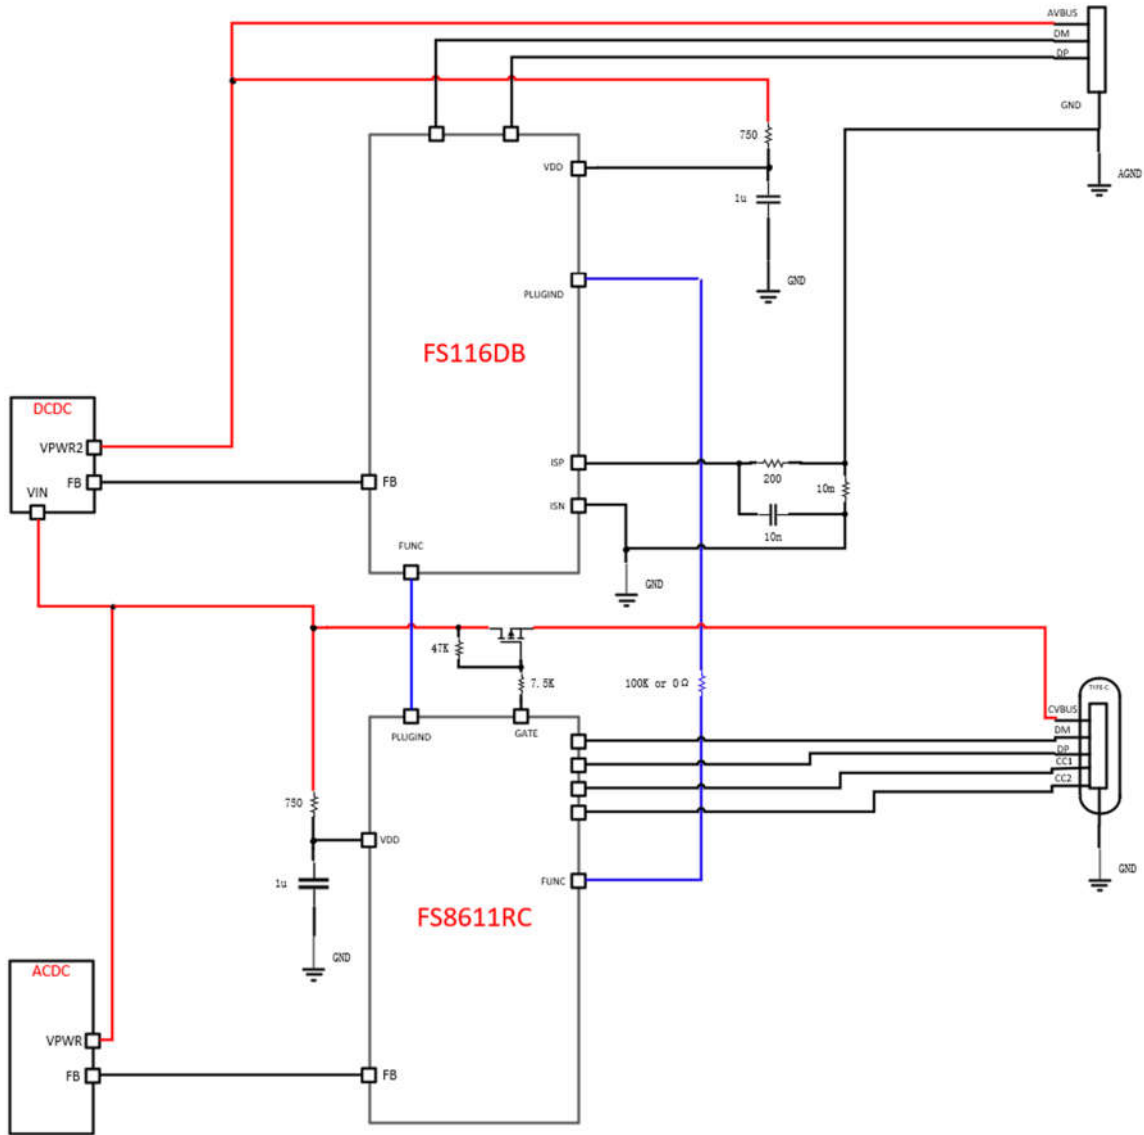 AVBUS
DM
DP
GND
AGND
750
VDD
1u
GND
PLUGIND
FS116DB
DCDC
VPWR2
FB
VIN
FB
ISP
200
10m
ISN
10n
FUNC
GND
47K
7.5K
100K or 0Ω
PLUGIND
GATE
TYPE-C
CVBUS
DM
DP
CC1
CC2
GND
750
VDD
1u
FUNC
FS8611RC
GND
ACDC
VPWR
FB
FB